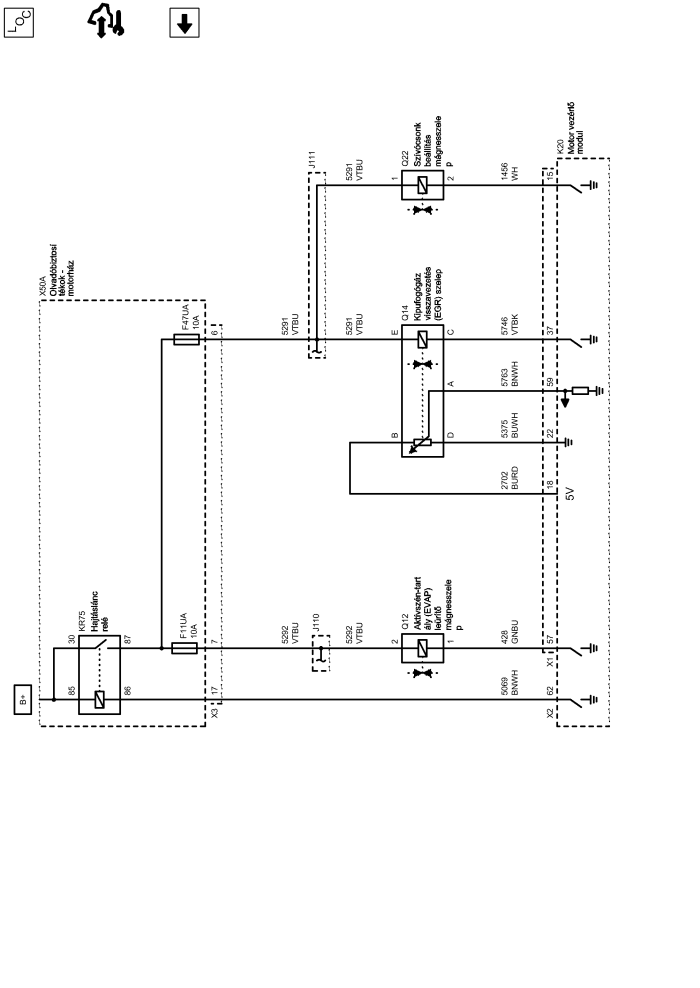 LOC
B+
X50A
Olvadóbiztosí
tékok -
motorház
KR75
Hajtáslánc
relé
85
30
86
87
F11UA
10A
F47UA
10A
X3
17
7
6
5292
VTBU
5291
VTBU
J110
J111
5292
VTBU
5291
VTBU
5291
VTBU
Q12
Aktívszén-tart
ály (EVAP)
leürítő
mágnesszele
p
2
1
Q14
Kipufogógáz
visszavezetés
(EGR) szelep
B
E
D
A
C
Q22
Szívócsonk
beállítás
mágnesszele
p
1
2
5069
BNWH
428
GNBU
2702
BURD
5375
BUWH
5763
BNWH
5746
VTBK
1456
WH
X2
62
X1
57
18
22
59
37
15
5V
K20
Motor vezérlő
modul